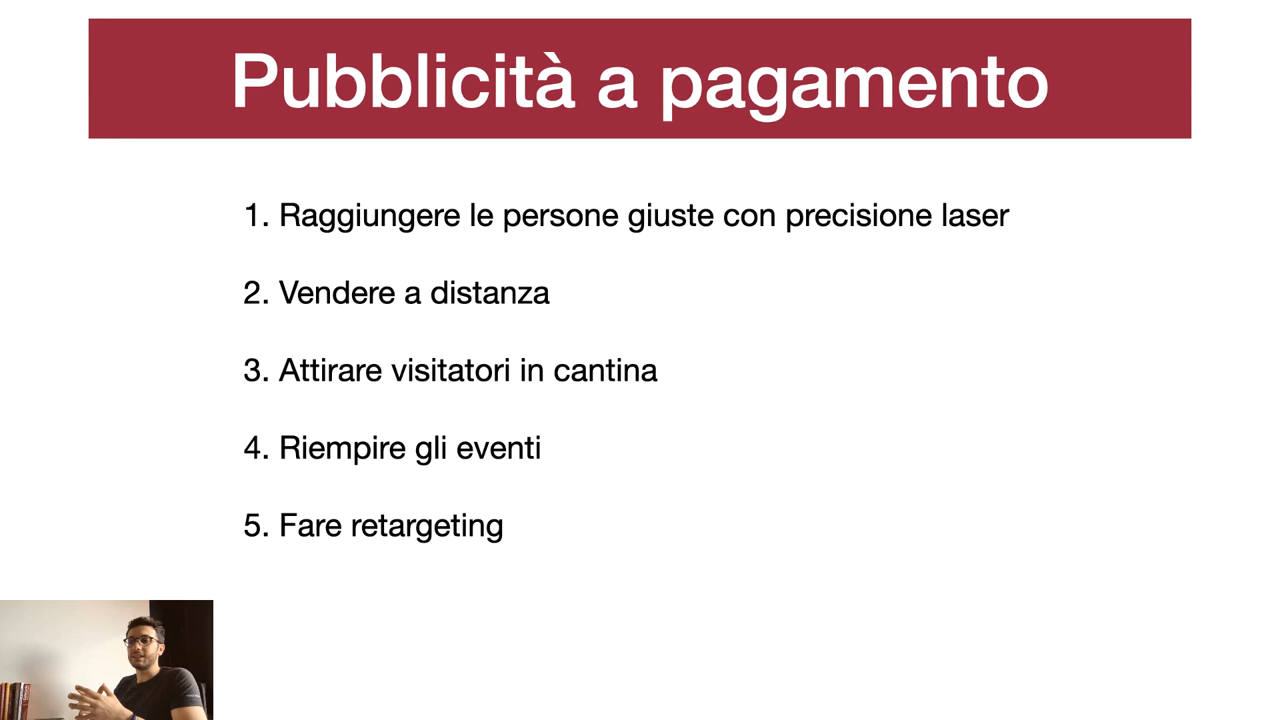 Pubblicità a pagamento
1. Raggiungere le persone giuste con precisione laser
2. Vendere a distanza
3. Attirare visitatori in cantina
4. Riempire gli eventi
5. Fare retargeting